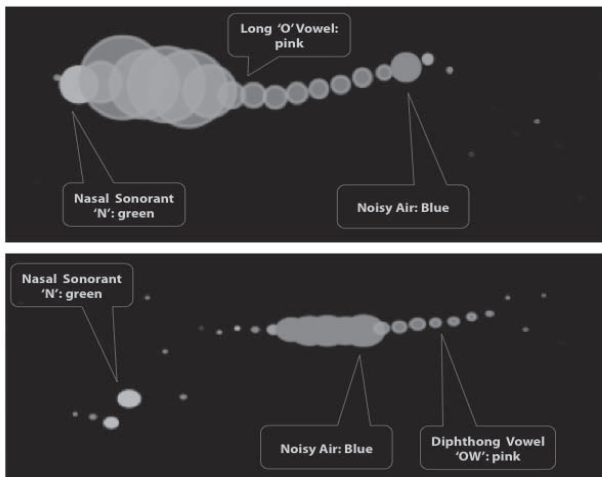 Long ‘O’ Vowel:
pink
Nasal Sonorant
‘N’: green
Noisy Air: Blue
Nasal Sonorant
‘N’: green
Noisy Air: Blue
Diphthong Vowel
‘OW’: pink